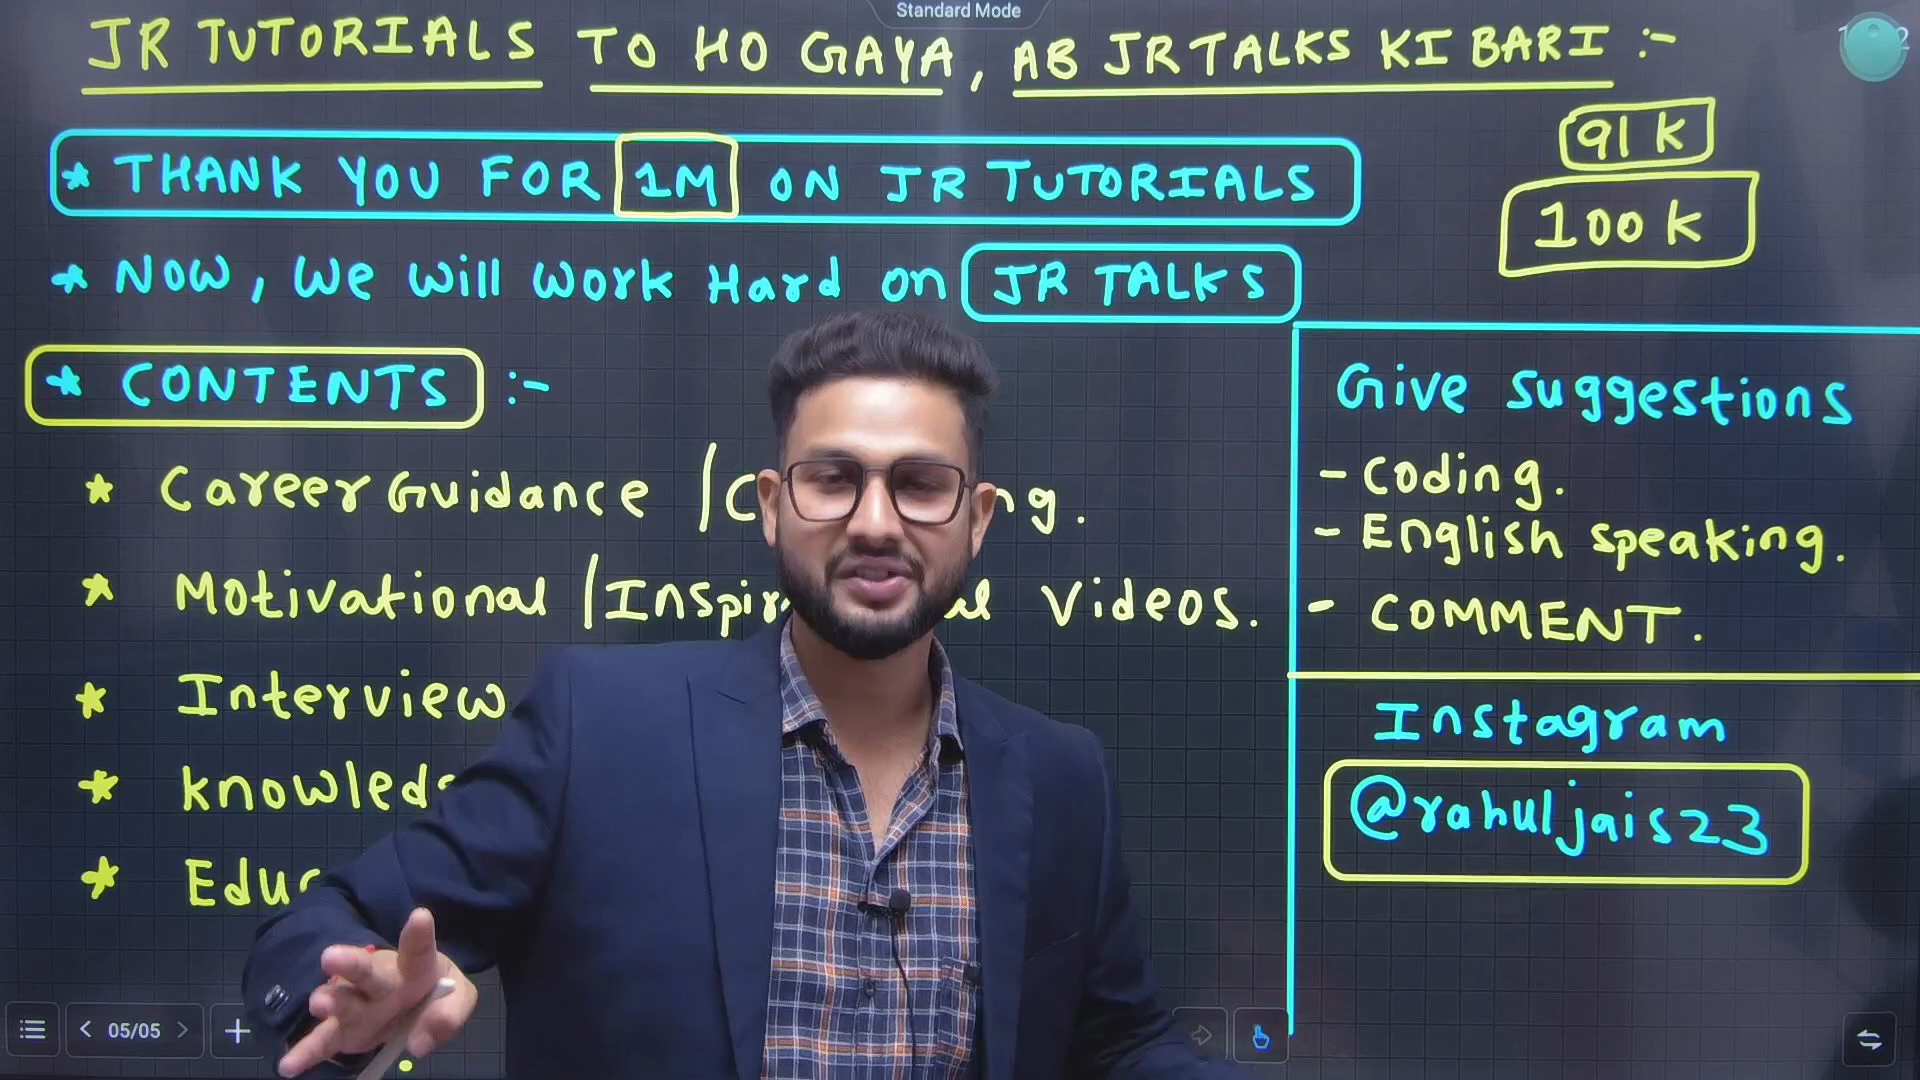 Standard Mode
JR TUTORIALS TO HO GAYA, AB JR TALKS KI BARI :-
91 K
* THANK YOU FOR 1M ON JR TUTORIALS
100 K
* Now, We Will Work Hard on JR TALKS
* CONTENTS :-
* Career Guidance /
* Motivational / Videos.
* Interview
*
*
Give Suggestions
- Coding.
- English speaking.
- COMMENT.
Instagram
@rahuljais23
05/05